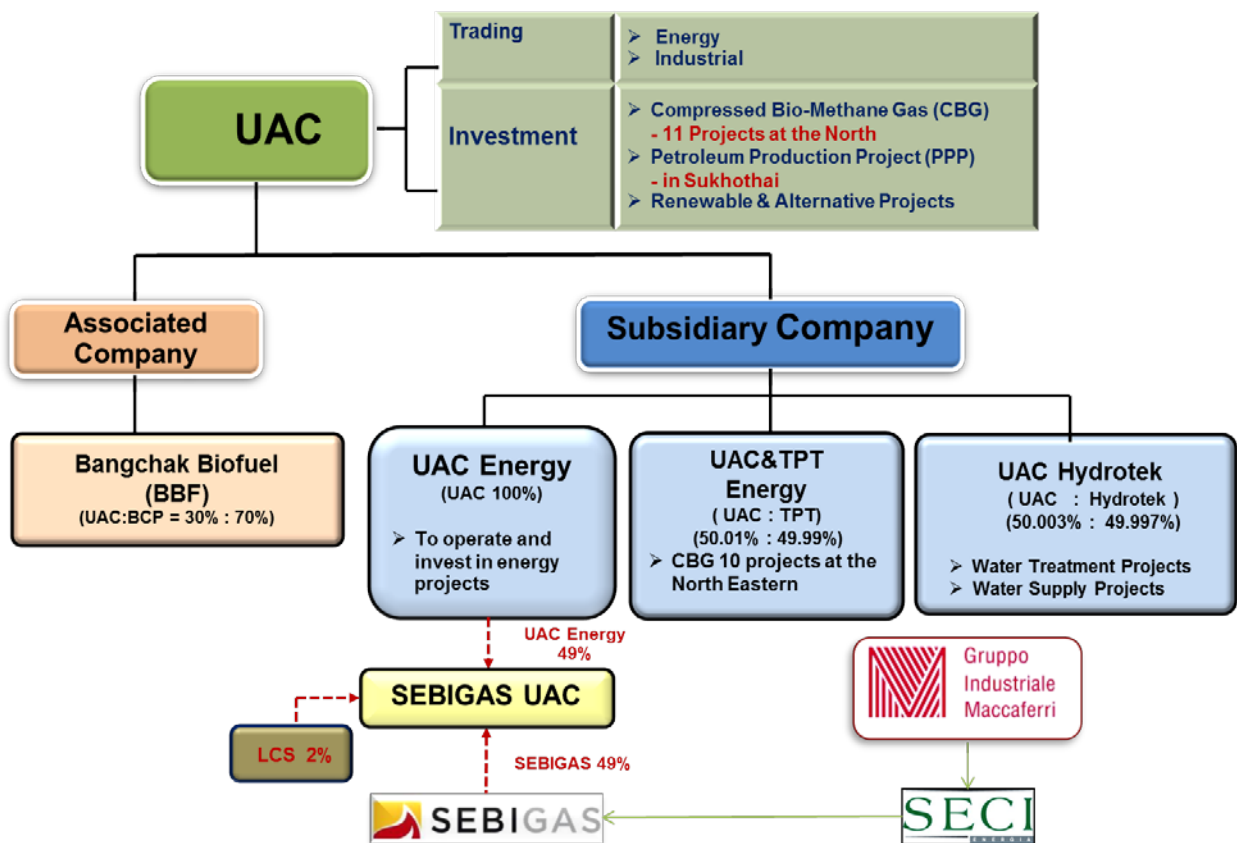 UAC
Trading
➢ Energy
➢ Industrial
Investment
➢ Compressed Bio-Methane Gas (CBG)
- 11 Projects at the North
➢ Petroleum Production Project (PPP)
- in Sukhothai
➢ Renewable & Alternative Projects
Associated
Company
Subsidiary Company
Bangchak Biofuel
(BBF)
(UAC:BCP = 30% : 70%)
UAC Energy
(UAC 100%)
➢ To operate and
invest in energy
projects
UAC&TPT
Energy
( UAC : TPT)
(50.01% : 49.99%)
➢ CBG 10 projects at the
North Eastern
UAC Hydrotek
( UAC : Hydrotek )
(50.003% : 49.997%)
➢ Water Treatment Projects
➢ Water Supply Projects
UAC Energy
49%
SEBIGAS UAC
LCS 2%
SEBIGAS 49%
Gruppo
Industriale
Maccaferri
SEBIGAS
SECI
ENERGIA